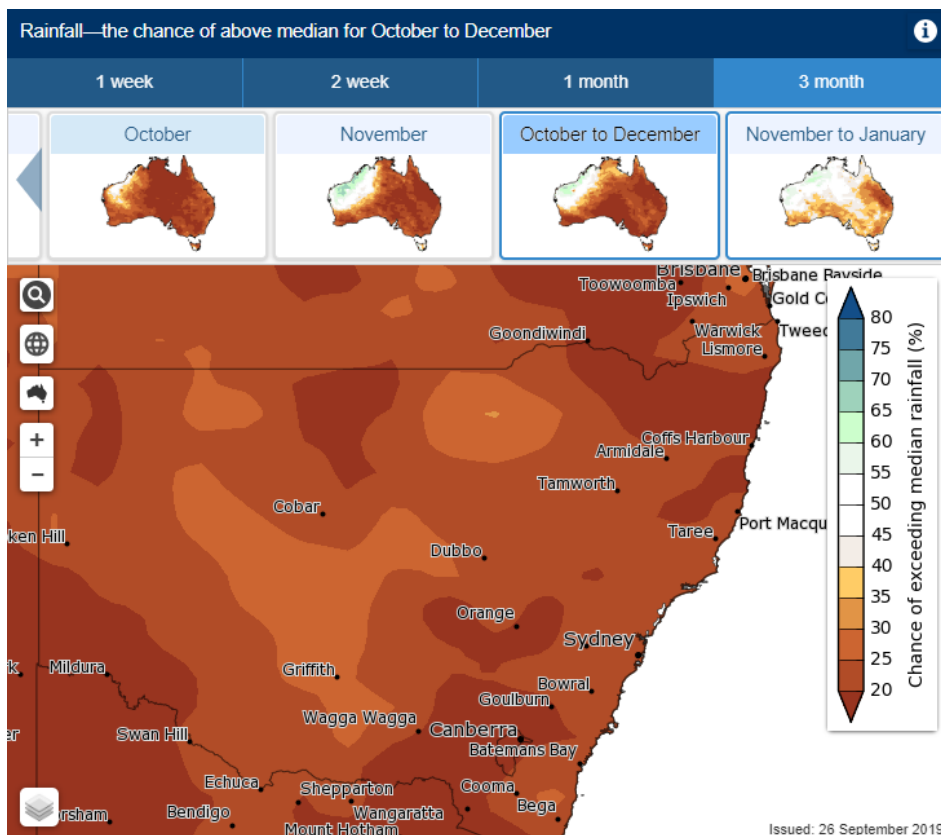 Rainfall—the chance of above median for October to December
1 week
2 week
1 month
3 month
October
November
October to December
November to January
Brisbane
Brisbane Bayside
Toowoomba
Ipswich
Gold Co
Goondiwindi
Warwick
Tweed
Lismore
Coffs Harbour
Armidale
Tamworth
Cobar
ken Hill
Port Macqu
Taree
Dubbo
Orange
Sydney
Mildura
Griffith
Bowral
Goulburn
Wagga Wagga
Canberra
Swan Hill
Batemans Bay
Echuca
Shepparton
Cooma
Bega
orsham
Bendigo
Wangaratta
Mount Hotham
80
75
70
65
60
55
50
45
40
35
30
25
20
Chance of exceeding median rainfall (%)
Issued: 26 September 2019